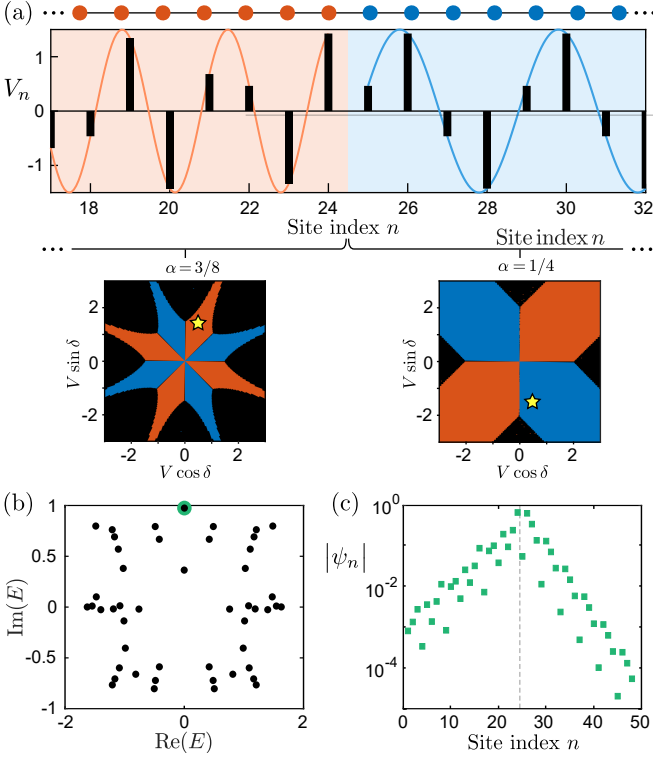 (a)
···
···
1
0
-1
V_n
18 20 22 24 26 28 30 32
Site index n
Site index n
···
···
α = 3/8
α = 1/4
2
0
-2
V sin δ
-2 0 2
V cos δ
2
0
-2
V sin δ
-2 0 2
V cos δ
(b)
1
0.5
0
-0.5
-1
Im(E)
-2 0 2
Re(E)
(c)
10^0
10^-2
10^-4
|ψ_n|
0 10 20 30 40 50
Site index n